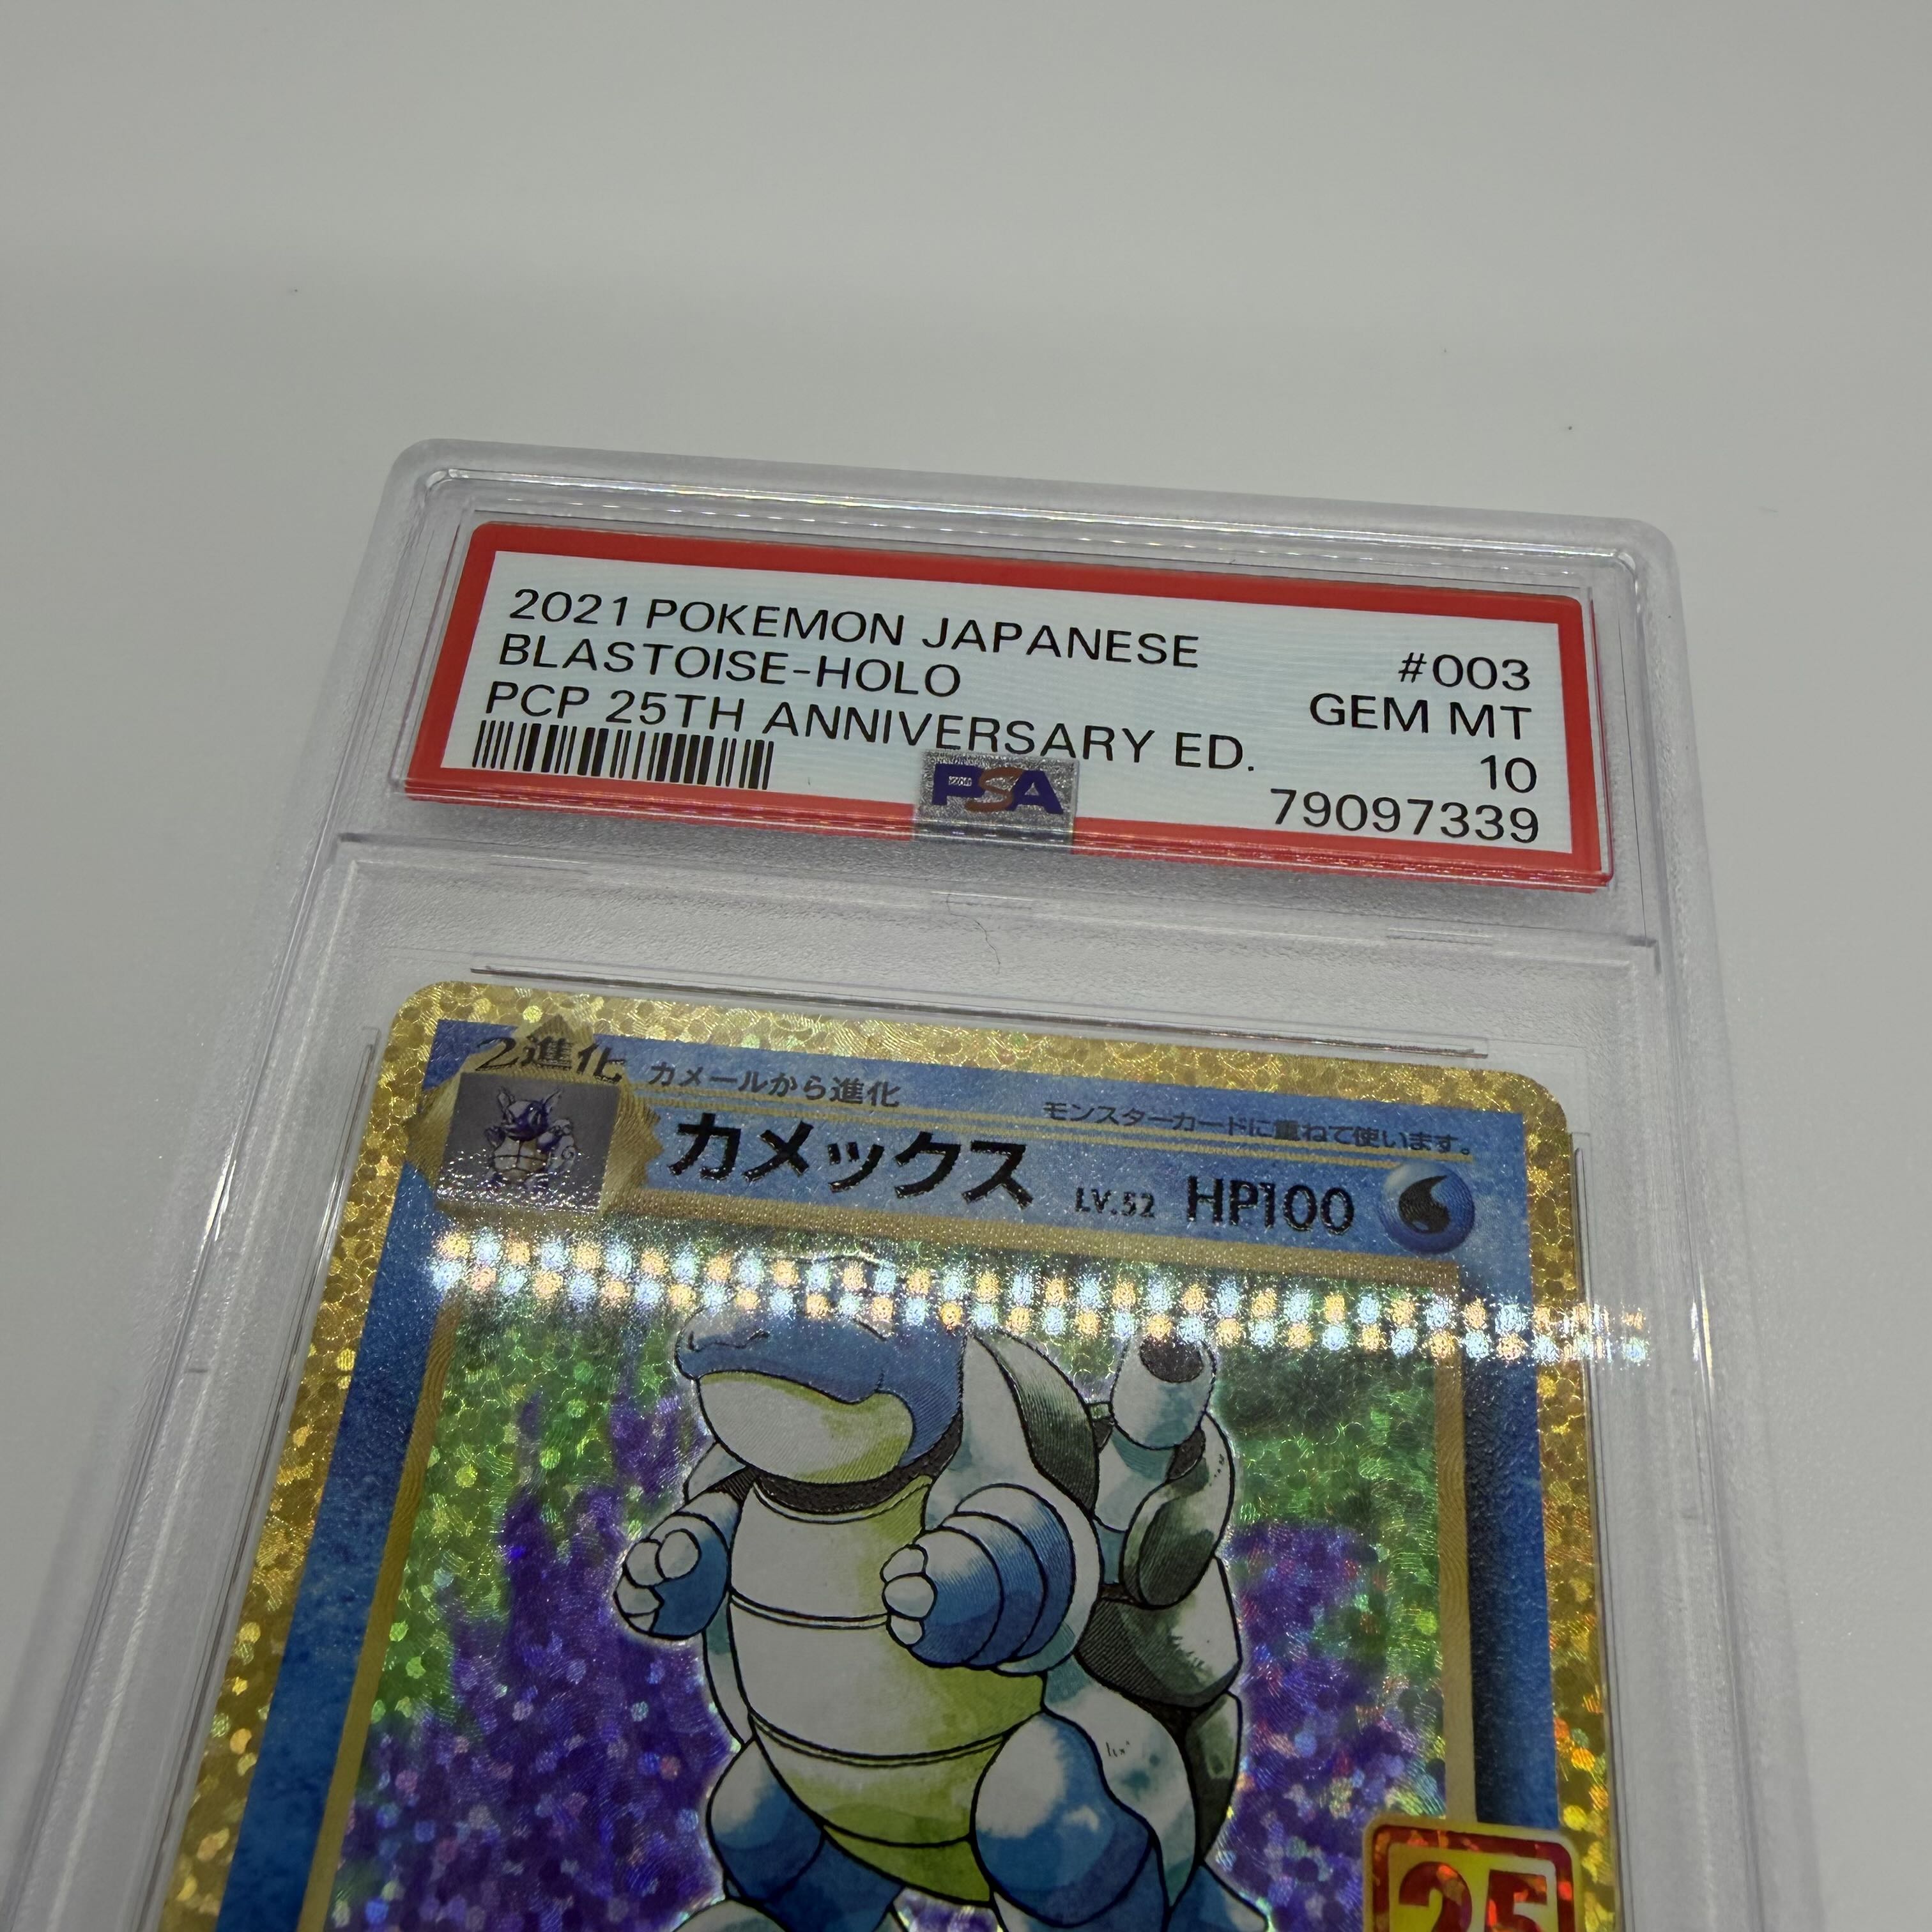 2021 POKEMON JAPANESE
BLASTOISE-HOLO
PCP 25TH ANNIVERSARY ED.
#003
GEM MT
10
79097339
PSA
2進化
カメールから進化
モンスターカードに重ねて使います。
カメックス LV.52 HP100
25